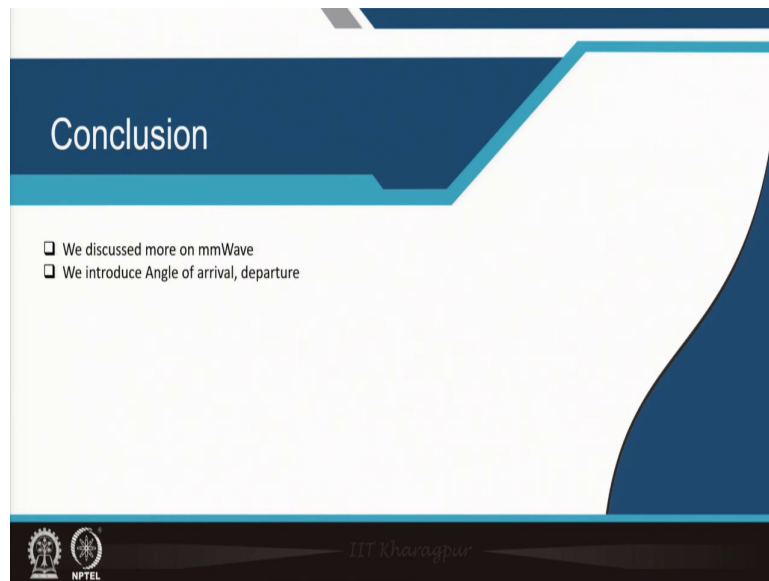 Conclusion
❑ We discussed more on mmWave
❑ We introduce Angle of arrival, departure
IIT Kharagpur
NPTEL